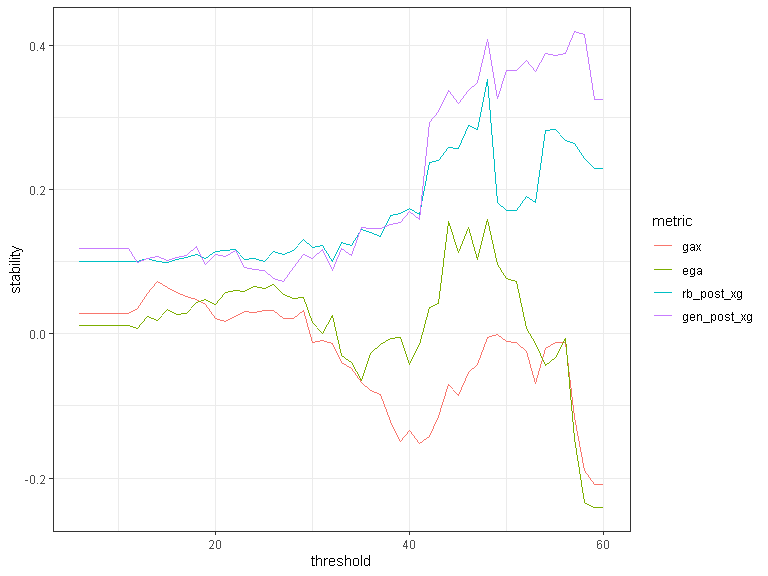 0.4
0.2
0.0
-0.2
stability
20
40
60
threshold
metric
gax
ega
rb_post_xg
gen_post_xg